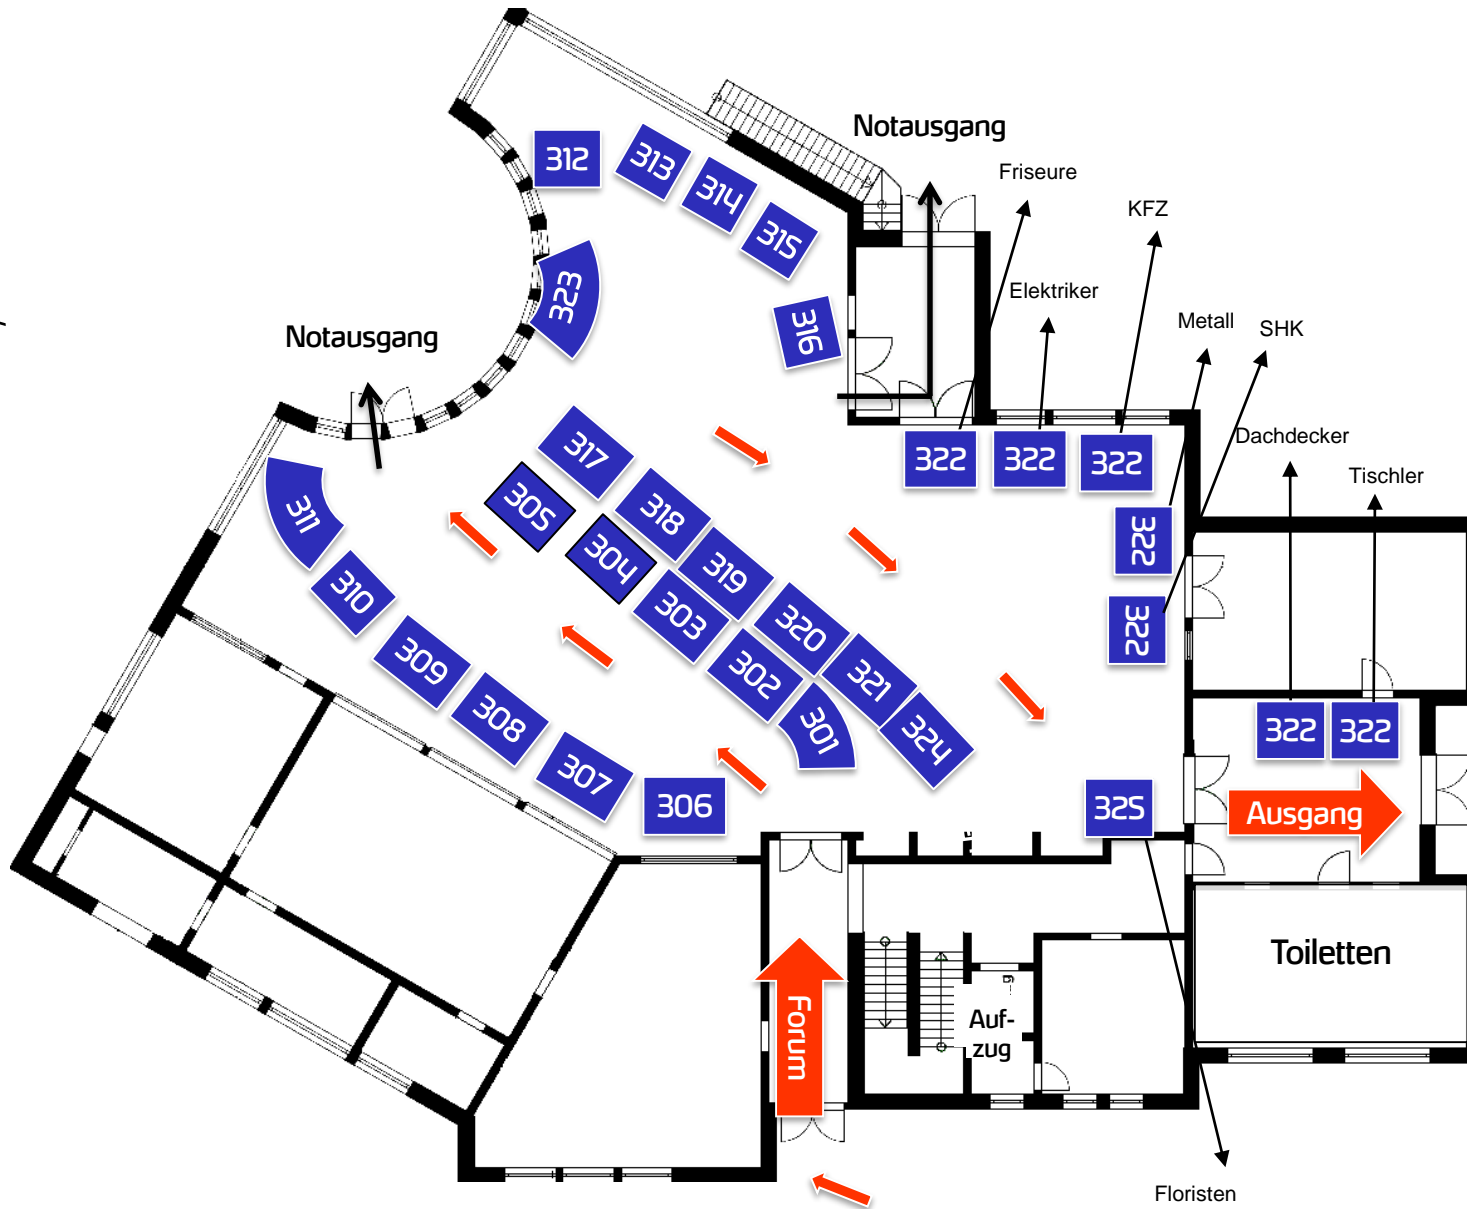 Notausgang
312
313
314
315
Friseure
KFZ
323
Elektriker
Notausgang
316
Metall
SHK
317
322
322
322
Dachdecker
Tischler
311
305
318
322
310
304
319
303
320
322
309
302
321
308
301
324
322
322
307
306
325
Ausgang
Toiletten
Forum
Auf-
zug
g
Floristen